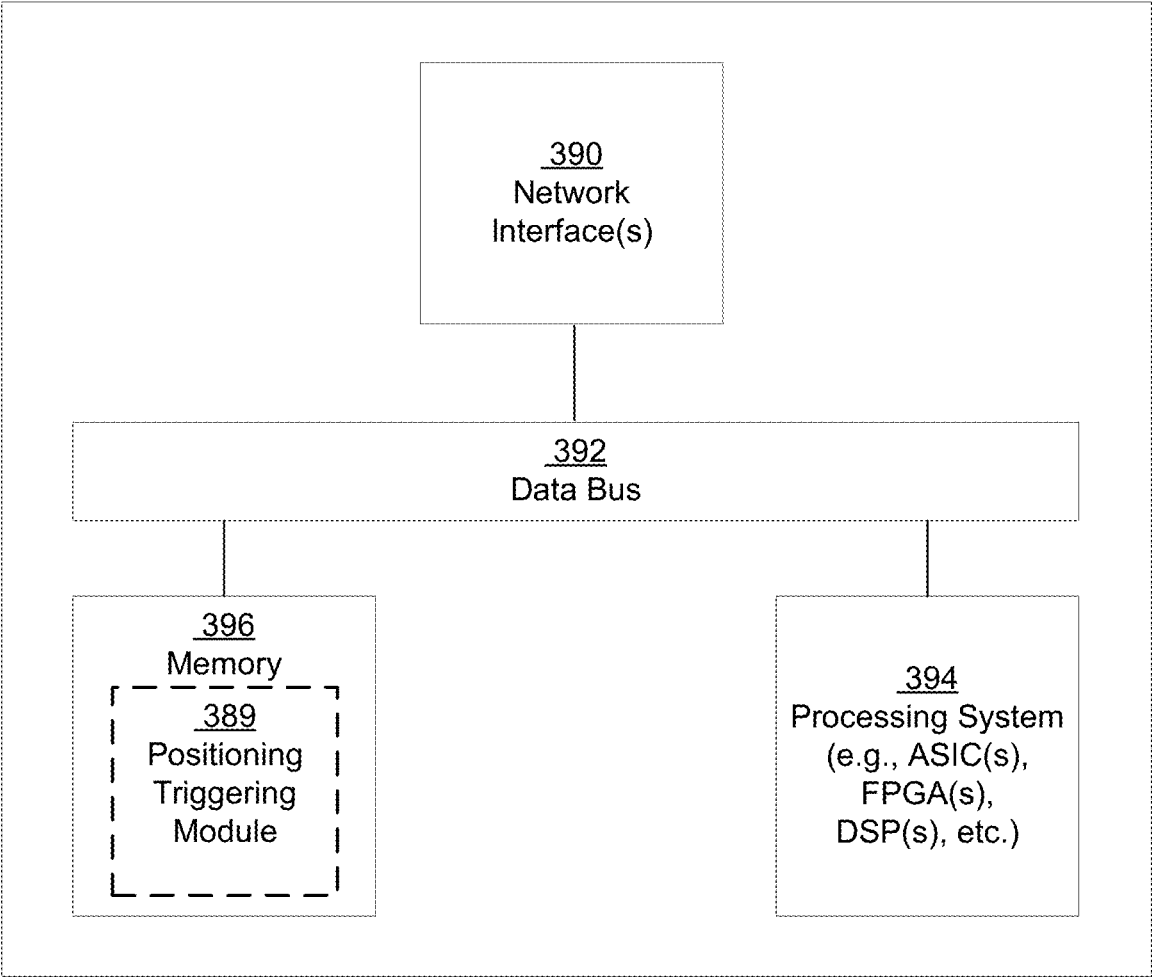 390
Network
Interface(s)
392
Data Bus
396
Memory
389
Positioning
Triggering
Module
394
Processing System
(e.g., ASIC(s),
FPGA(s),
DSP(s), etc.)